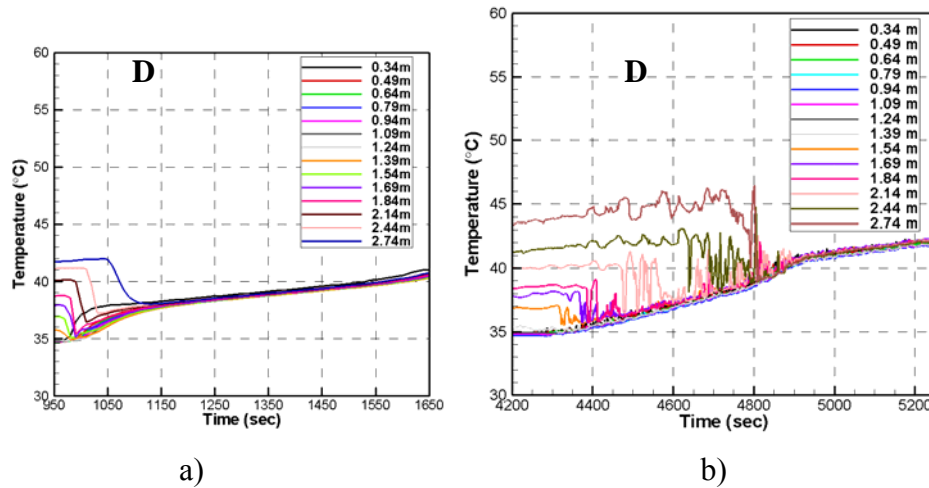 60
55
50
45
40
35
30
Temperature (°C)
D
0.34m
0.49m
0.64m
0.79m
0.94m
1.09m
1.24m
1.39m
1.54m
1.69m
1.84m
2.14m
2.44m
2.74m
950 1050 1150 1250 1350 1450 1550 1650
Time (sec)
a)
60
55
50
45
40
35
30
Temperature (°C)
D
0.34 m
0.49 m
0.64 m
0.79 m
0.94 m
1.09 m
1.24 m
1.39 m
1.54 m
1.69 m
1.84 m
2.14 m
2.44 m
2.74 m
4200 4400 4600 4800 5000
Time (sec)
b)